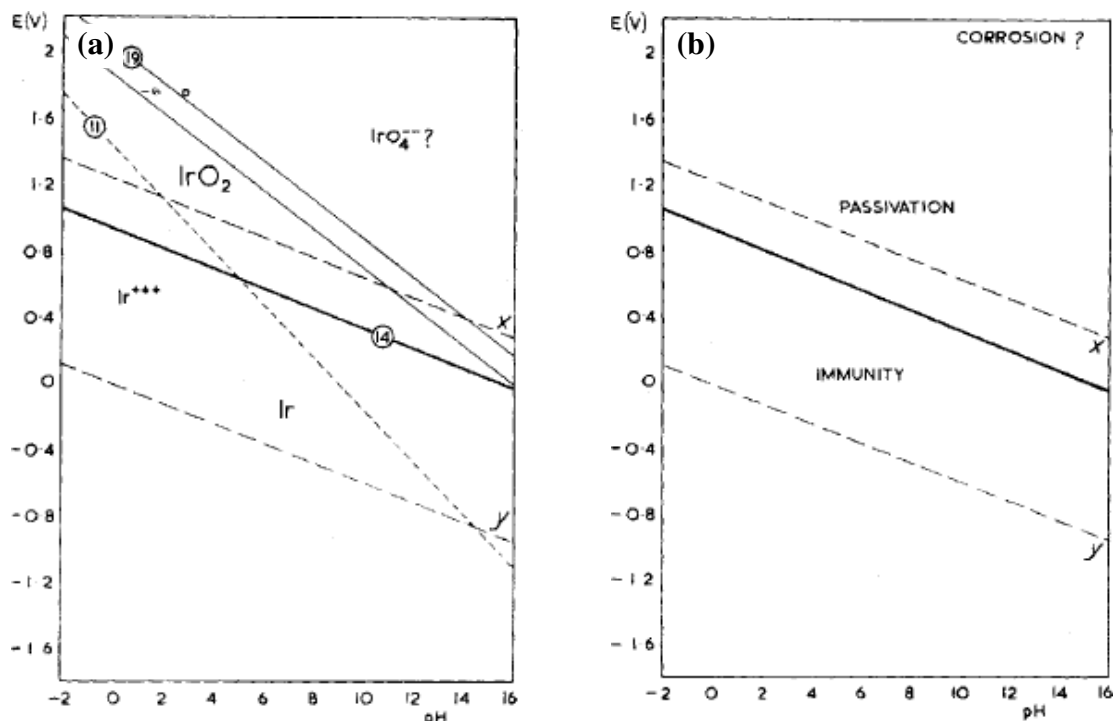 E(V)
(a)
2
1·6
1·2
0·8
0·4
0
−0·4
−0·8
−1·2
−1·6
19
-6
0
11
IrO₄⁻⁻?
IrO₂
Ir⁺⁺⁺
14
x
Ir
y
−2 0 2 4 6 8 10 12 14 16
pH
E(V)
(b)
CORROSION ?
2
1·6
1·2
0·8
0·4
0
−0·4
−0·8
−1·2
−1·6
PASSIVATION
x
IMMUNITY
y
−2 0 2 4 6 8 10 12 14 16
pH